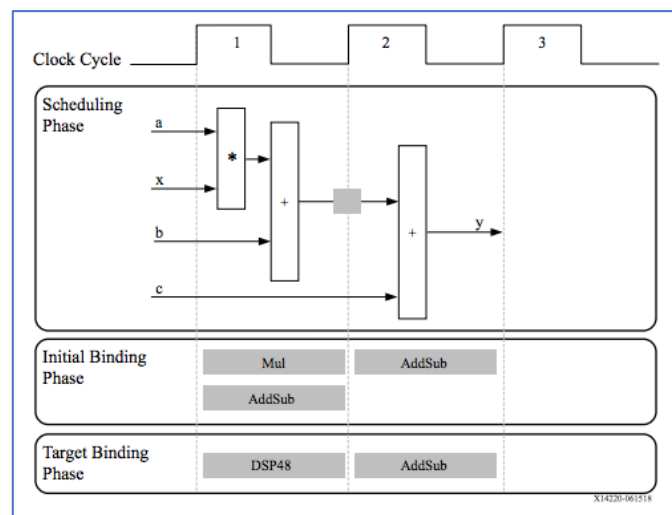 1
2
3
Clock Cycle
Scheduling
Phase
a
*
x
+
b
+
y
c
Initial Binding
Phase
Mul
AddSub
AddSub
Target Binding
Phase
DSP48
AddSub
X14220-061518